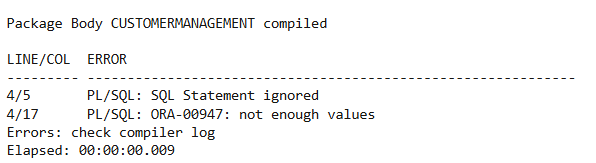 Package Body CUSTOMERMANAGEMENT compiled
LINE/COL  ERROR
--------- -------------------------------------------------------------
4/5       PL/SQL: SQL Statement ignored
4/17      PL/SQL: ORA-00947: not enough values
Errors: check compiler log
Elapsed: 00:00:00.009